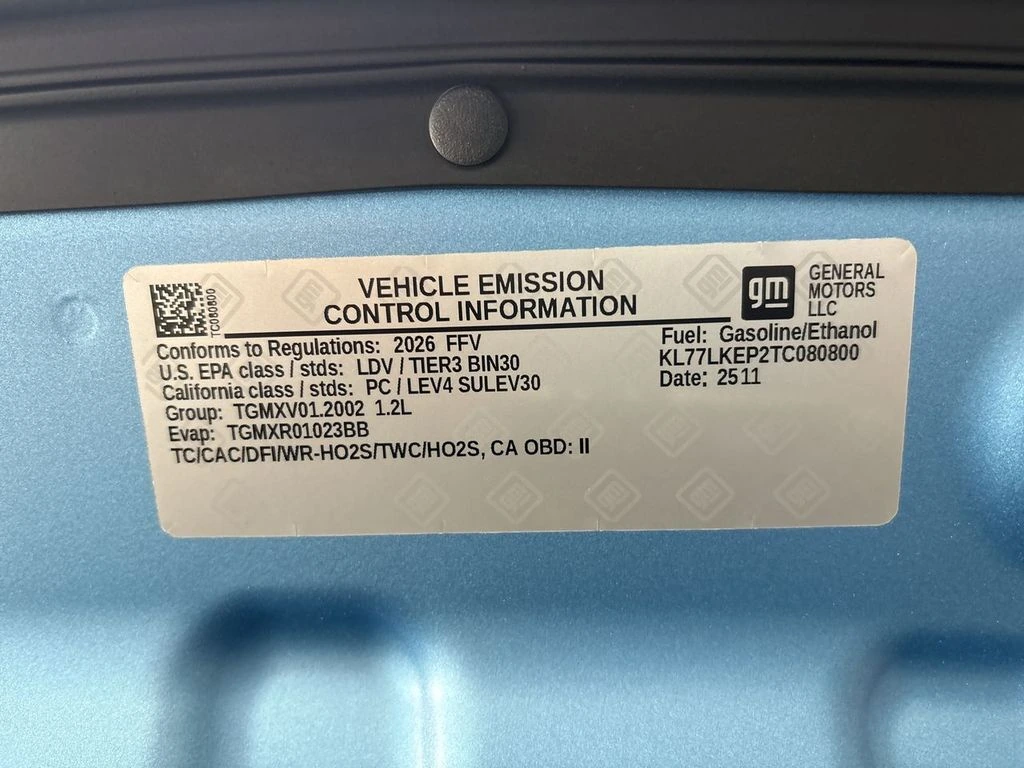 VEHICLE EMISSION
CONTROL INFORMATION
gm
GENERAL
MOTORS
LLC
TC080800
Conforms to Regulations: 2026 FFV
U.S. EPA class / stds: LDV / TIER3 BIN30
California class / stds: PC / LEV4 SULEV30
Group: TGMXV01.2002 1.2L
Evap: TGMXR01023BB
TC/CAC/DFI/WR-HO2S/TWC/HO2S, CA OBD: II
Fuel: Gasoline/Ethanol
KL77LKEP2TC080800
Date: 2511